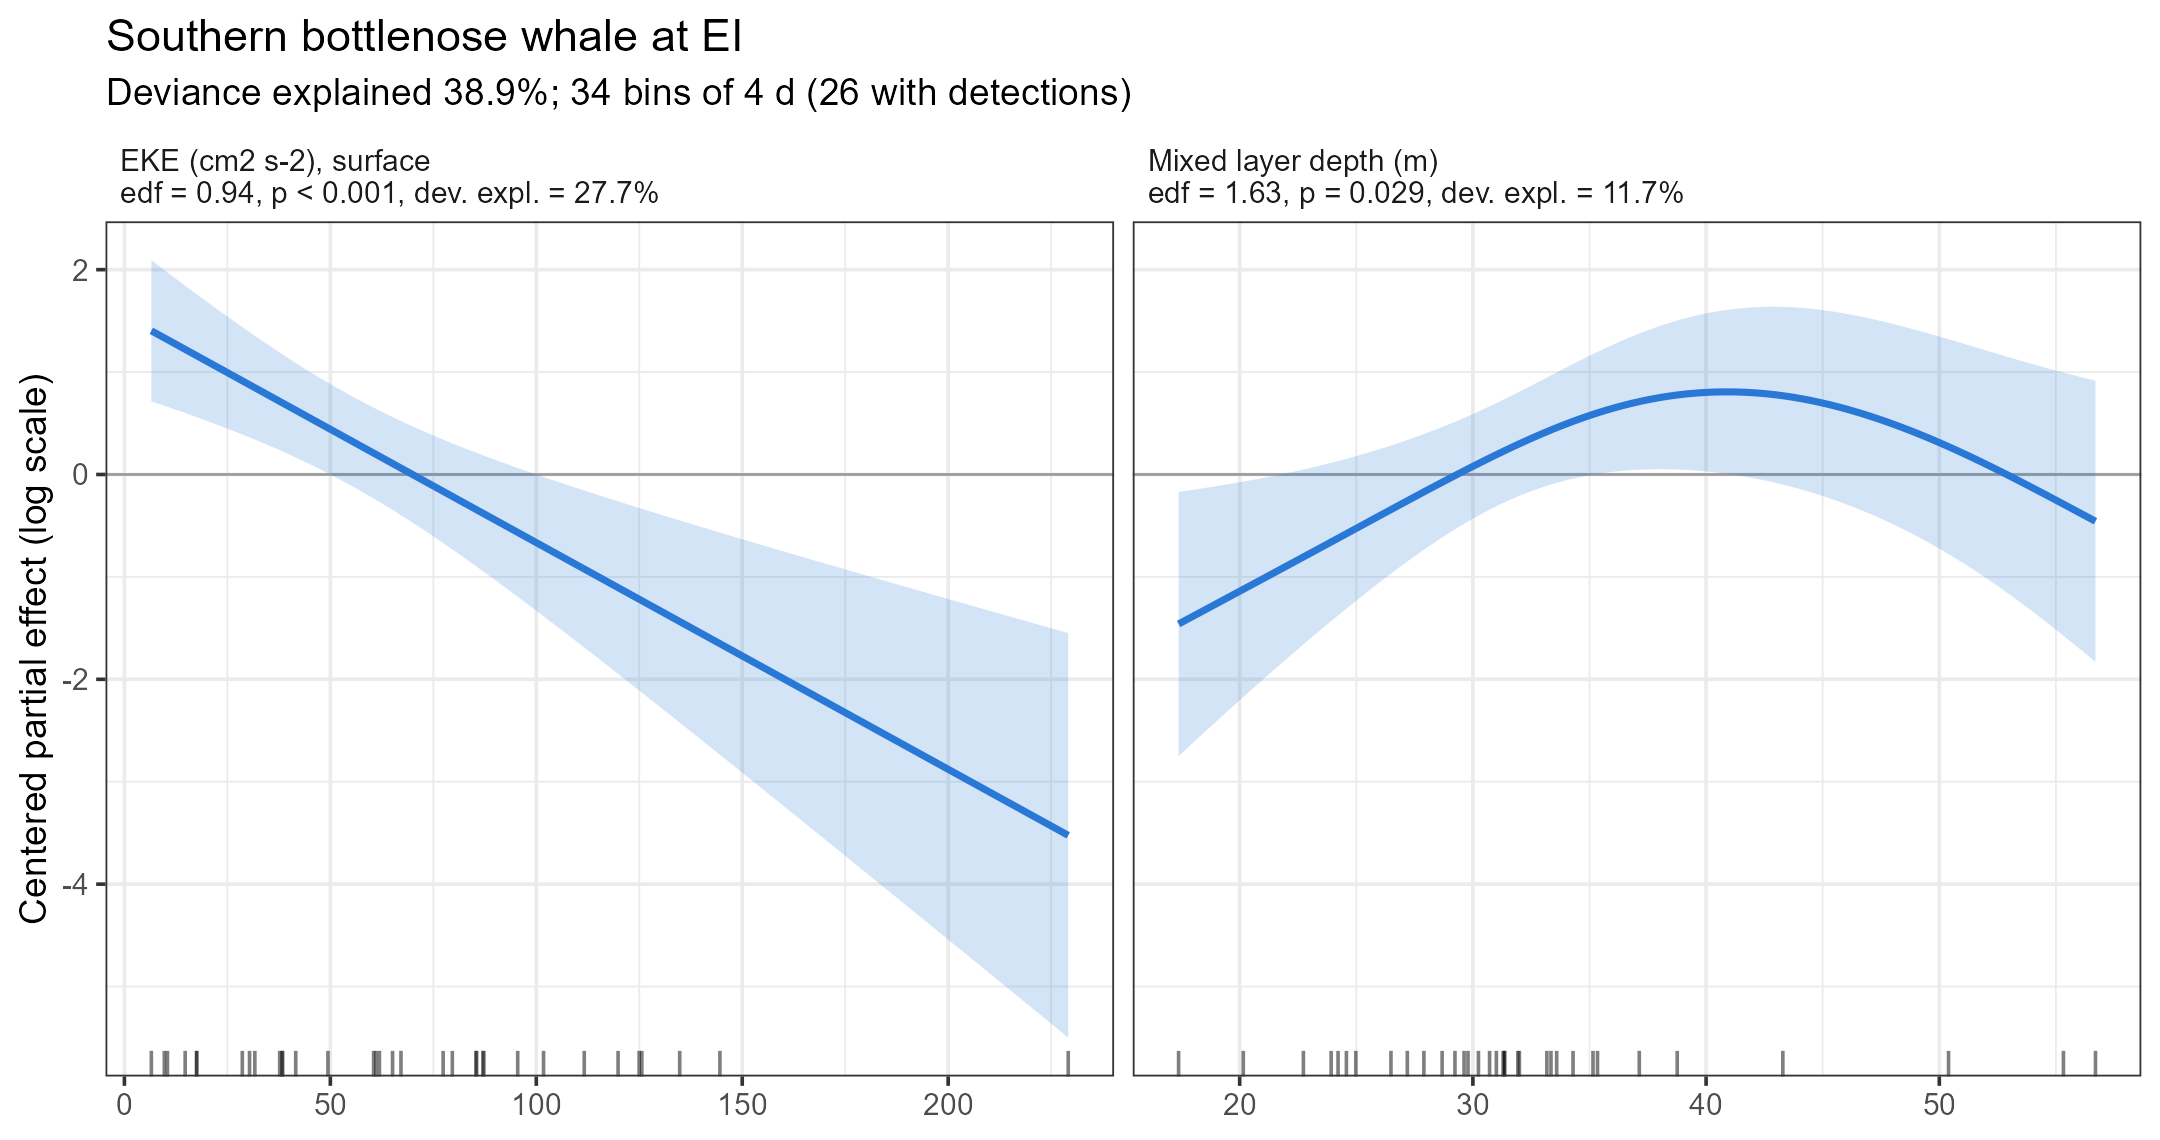 Southern bottlenose whale at EI
Deviance explained 38.9%; 34 bins of 4 d (26 with detections)
EKE (cm2 s-2), surface
edf = 0.94, p < 0.001, dev. expl. = 27.7%
Mixed layer depth (m)
edf = 1.63, p = 0.029, dev. expl. = 11.7%
Centered partial effect (log scale)
2
0
-2
-4
0 50 100 150 200
20 30 40 50